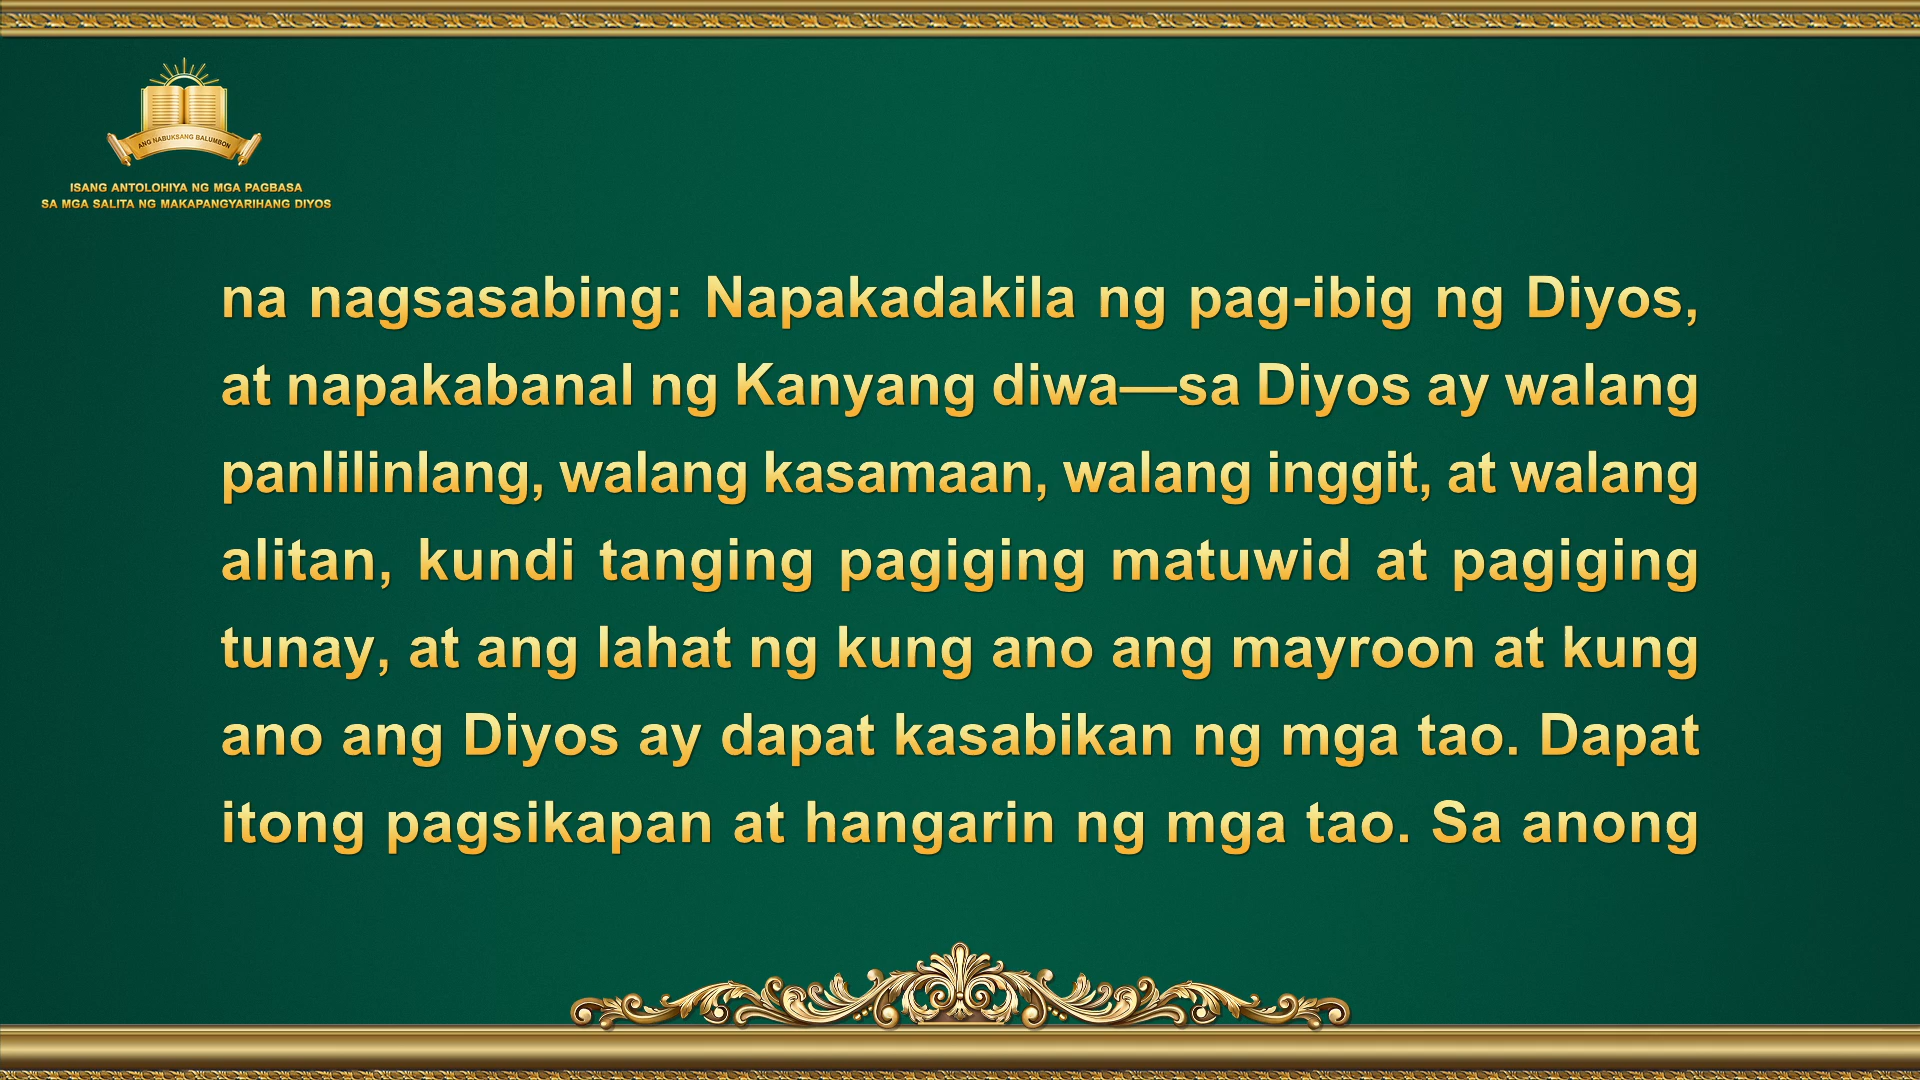 ANG NABUKSANG BALUMBON
ISANG ANTOLOHIYA NG MGA PAGBASA
SA MGA SALITA NG MAKAPANGYARIHANG DIYOS
na nagsasabing: Napakadakila ng pag-ibig ng Diyos,
at napakabanal ng Kanyang diwa—sa Diyos ay walang
panlilinlang, walang kasamaan, walang inggit, at walang
alitan, kundi tanging pagiging matuwid at pagiging
tunay, at ang lahat ng kung ano ang mayroon at kung
ano ang Diyos ay dapat kasabikan ng mga tao. Dapat
itong pagsikapan at hangarin ng mga tao. Sa anong